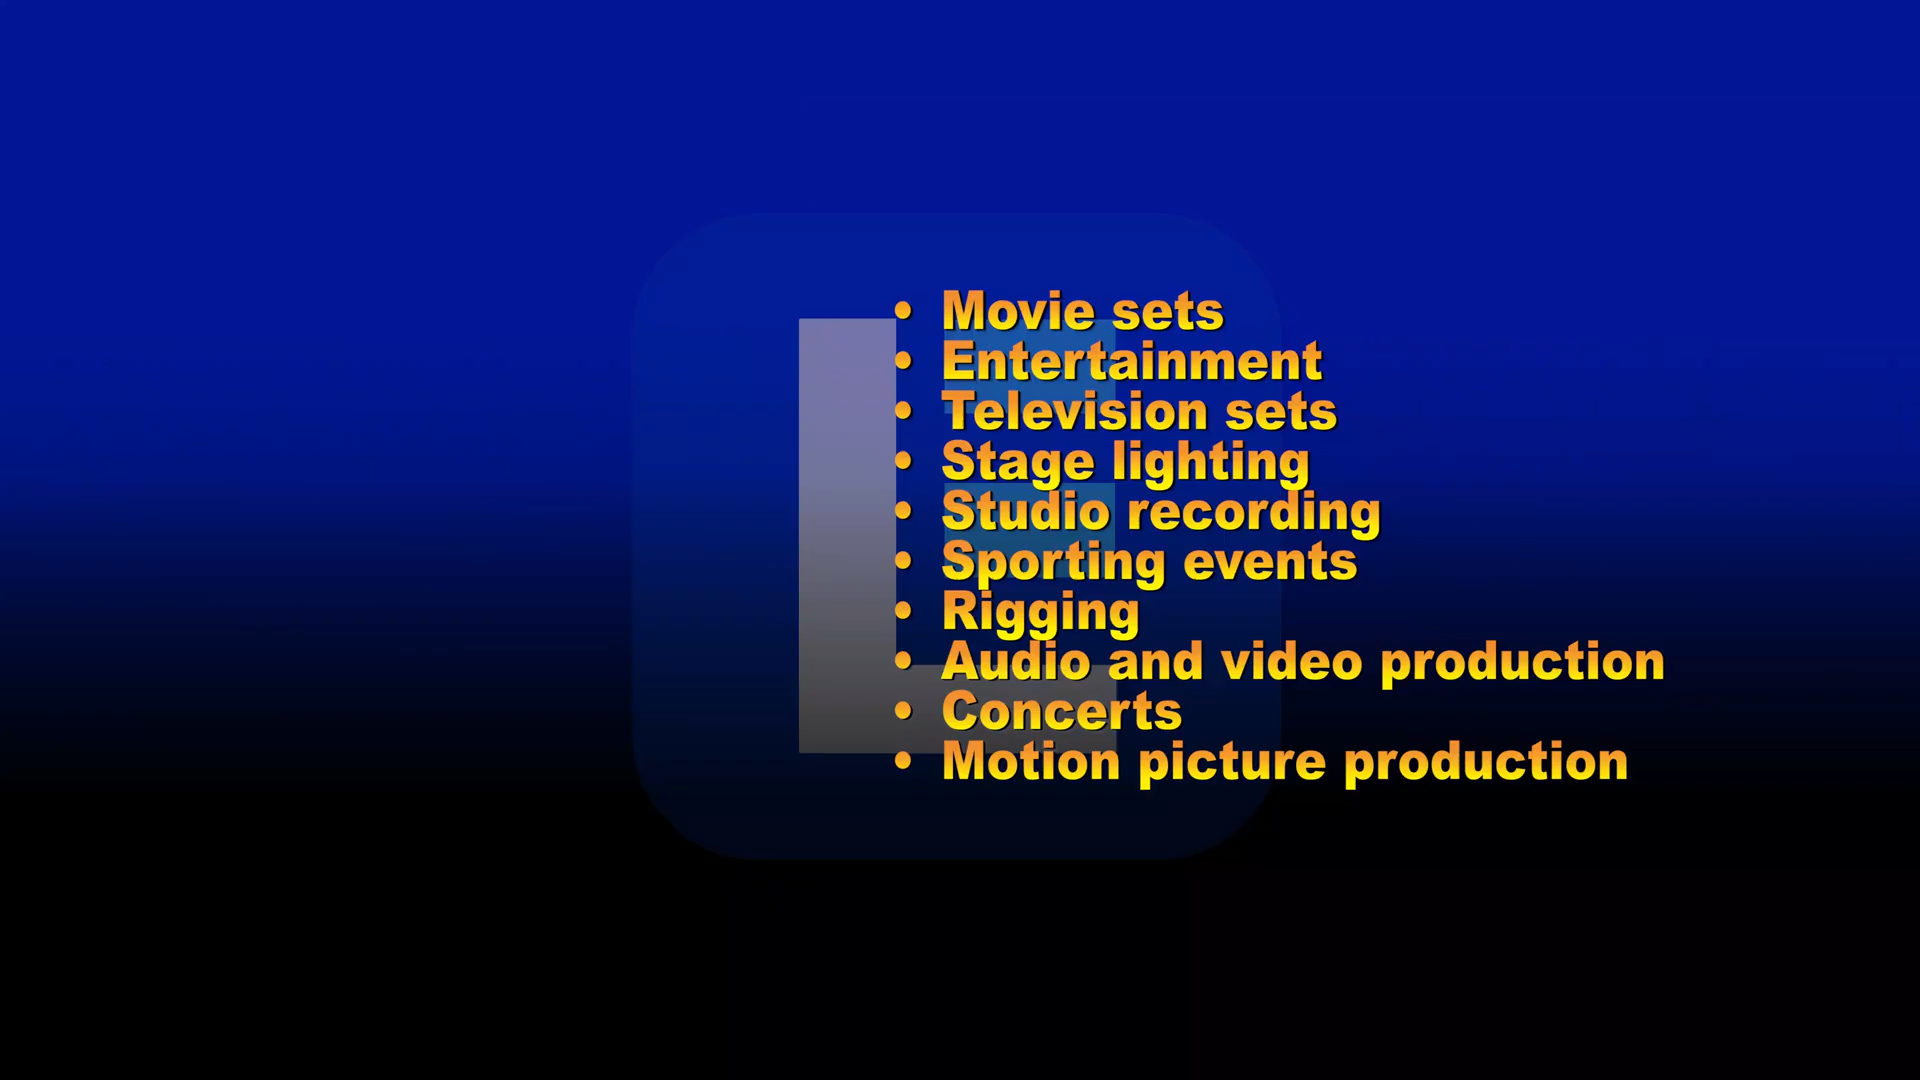 • Movie sets
• Entertainment
• Television sets
• Stage lighting
• Studio recording
• Sporting events
• Rigging
• Audio and video production
• Concerts
• Motion picture production